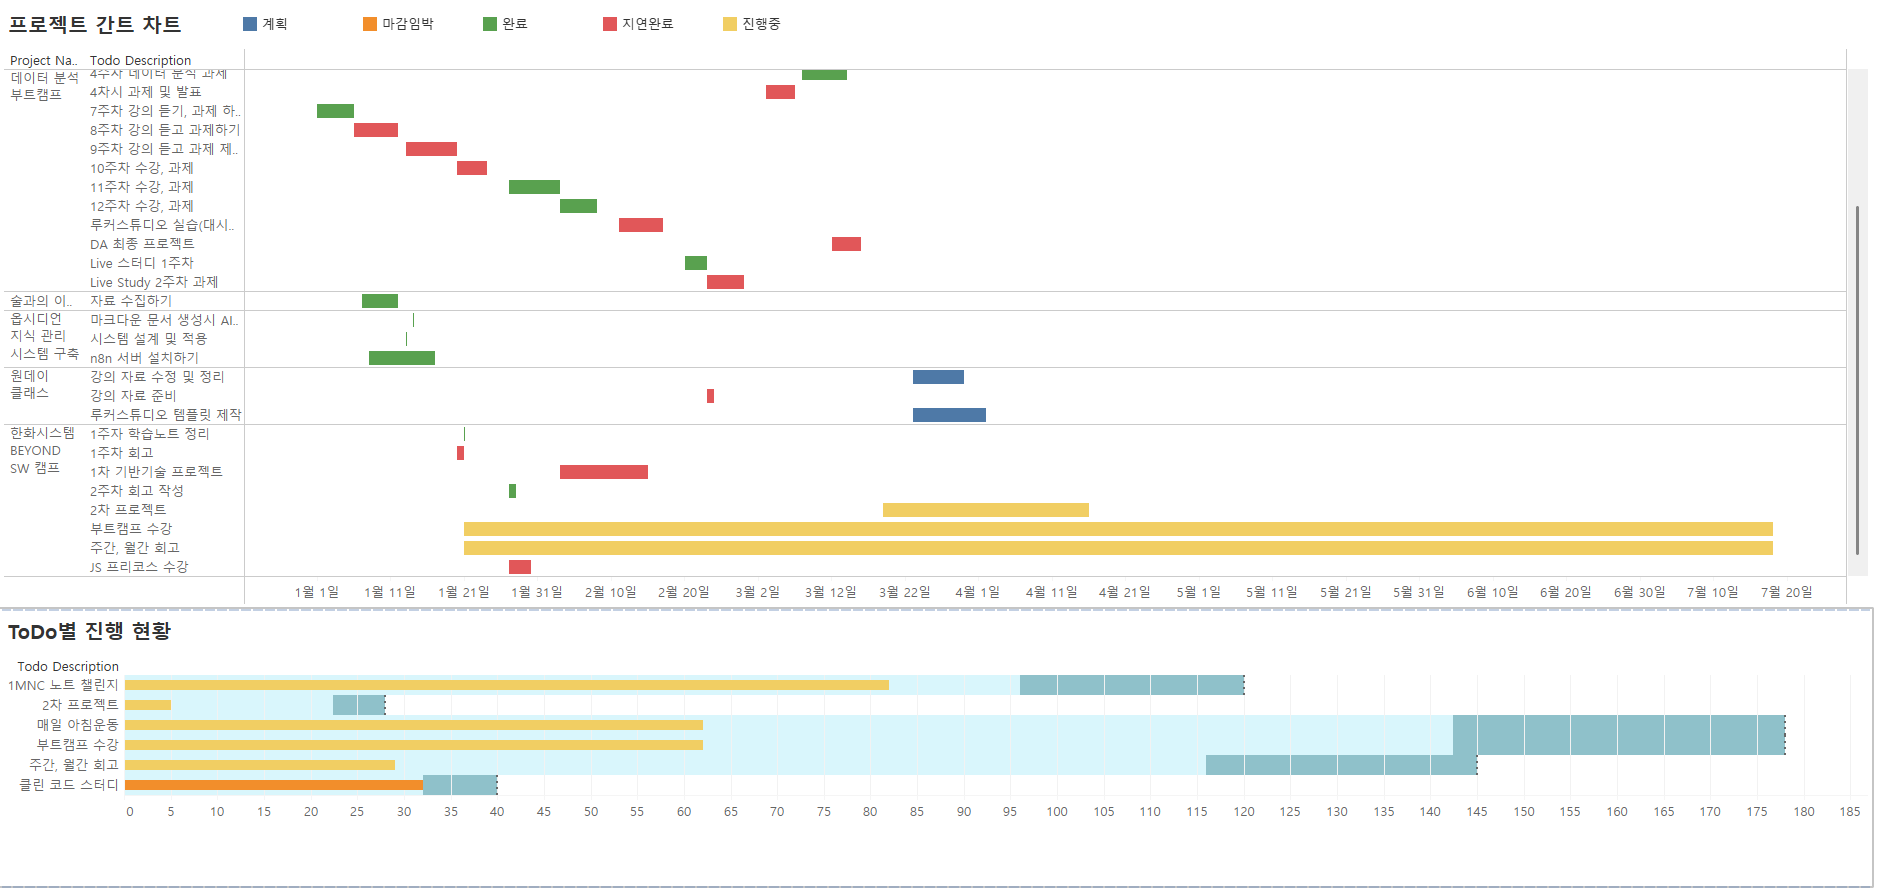 프로젝트 간트 차트
계획
마감임박
완료
지연완료
진행중
Project Na..
Todo Description
데이터 분석
부트캠프
4주차 데이터 분석 과제
4차시 과제 및 발표
7주차 강의 듣기, 과제 하..
8주차 강의 듣고 과제하기
9주차 강의 듣고 과제 제..
10주차 수강, 과제
11주차 수강, 과제
12주차 수강, 과제
루커스튜디오 실습(대시..
DA 최종 프로젝트
Live 스터디 1주차
Live Study 2주차 과제
술과의 이..
자료 수집하기
옵시디언
지식 관리
시스템 구축
마크다운 문서 생성시 AI..
시스템 설계 및 적용
n8n 서버 설치하기
원데이
클래스
강의 자료 수정 및 정리
강의 자료 준비
루커스튜디오 템플릿 제작
한화시스템
BEYOND
SW 캠프
1주자 학습노트 정리
1주차 회고
1차 기반기술 프로젝트
2주차 회고 작성
2차 프로젝트
부트캠프 수강
주간, 월간 회고
JS 프리코스 수강
1월 1일 1월 11일 1월 21일 1월 31일 2월 10일 2월 20일 3월 2일 3월 12일 3월 22일 4월 1일 4월 11일 4월 21일 5월 1일 5월 11일 5월 21일 5월 31일 6월 10일 6월 20일 6월 30일 7월 10일 7월 20일
ToDo별 진행 현황
Todo Description
1MNC 노트 챌린지
2차 프로젝트
매일 아침운동
부트캠프 수강
주간, 월간 회고
클린 코드 스터디
0 5 10 15 20 25 30 35 40 45 50 55 60 65 70 75 80 85 90 95 100 105 110 115 120 125 130 135 140 145 150 155 160 165 170 175 180 185